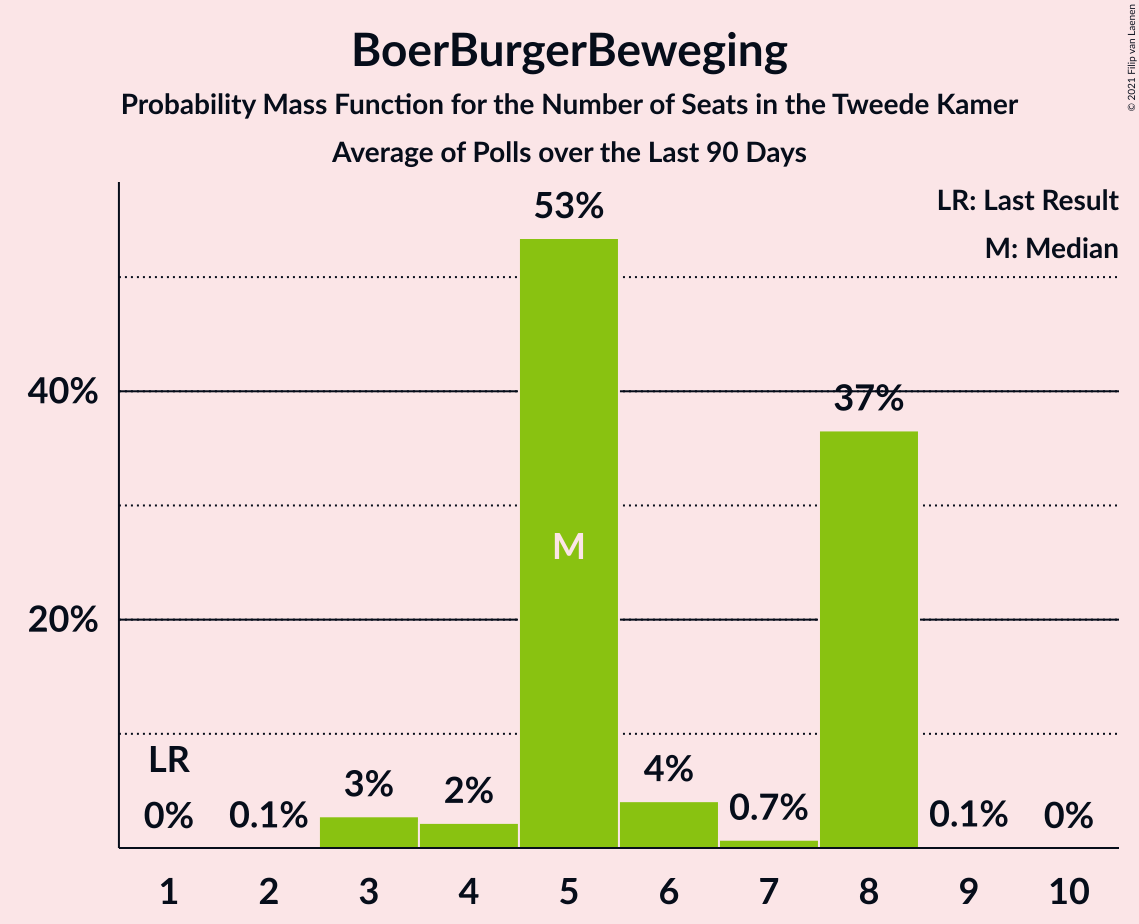 BoerBurgerBeweging
Probability Mass Function for the Number of Seats in the Tweede Kamer
Average of Polls over the Last 90 Days
© 2021 Filip van Laenen
LR: Last Result
M: Median
53%
40%
37%
M
20%
LR
0%
0.1%
3%
2%
4%
0.7%
0.1%
0%
1 2 3 4 5 6 7 8 9 10